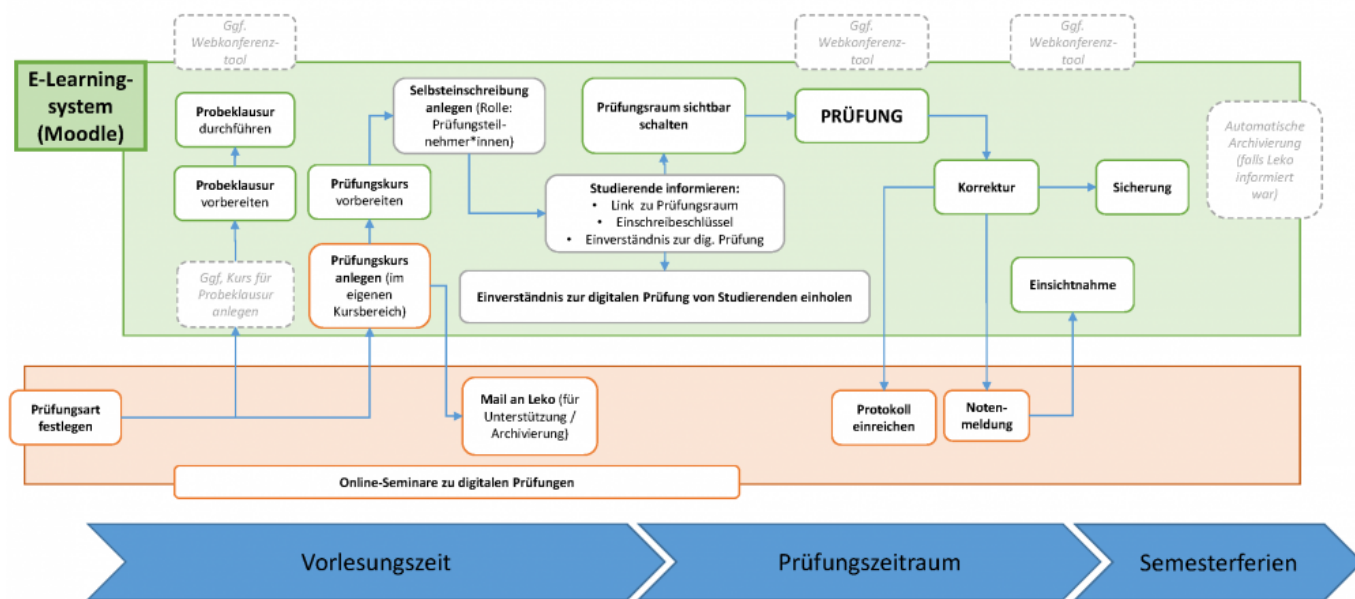 Ggf.
Webkonferenz-
tool
Ggf.
Webkonferenz-
tool
Ggf.
Webkonferenz-
tool
E-Learning-
system
(Moodle)
Probeklausur
durchführen
Probeklausur
vorbereiten
Ggf, Kurs für
Probeklausur
anlegen
Selbsteinschreibung
anlegen (Rolle:
Prüfungsteil-
nehmer*innen)
Prüfungskurs
vorbereiten
Prüfungskurs
anlegen (im
eigenen
Kursbereich)
Prüfungsraum sichtbar
schalten
Studierende informieren:
• Link zu Prüfungsraum
• Einschreibeschlüssel
• Einverständnis zur dig. Prüfung
Einverständnis zur digitalen Prüfung von Studierenden einholen
PRÜFUNG
Korrektur
Sicherung
Einsichtnahme
Automatische
Archivierung
(falls Leko
informiert
war)
Prüfungsart
festlegen
Mail an Leko (für
Unterstützung /
Archivierung)
Protokoll
einreichen
Noten-
meldung
Online-Seminare zu digitalen Prüfungen
Vorlesungszeit
Prüfungszeitraum
Semesterferien